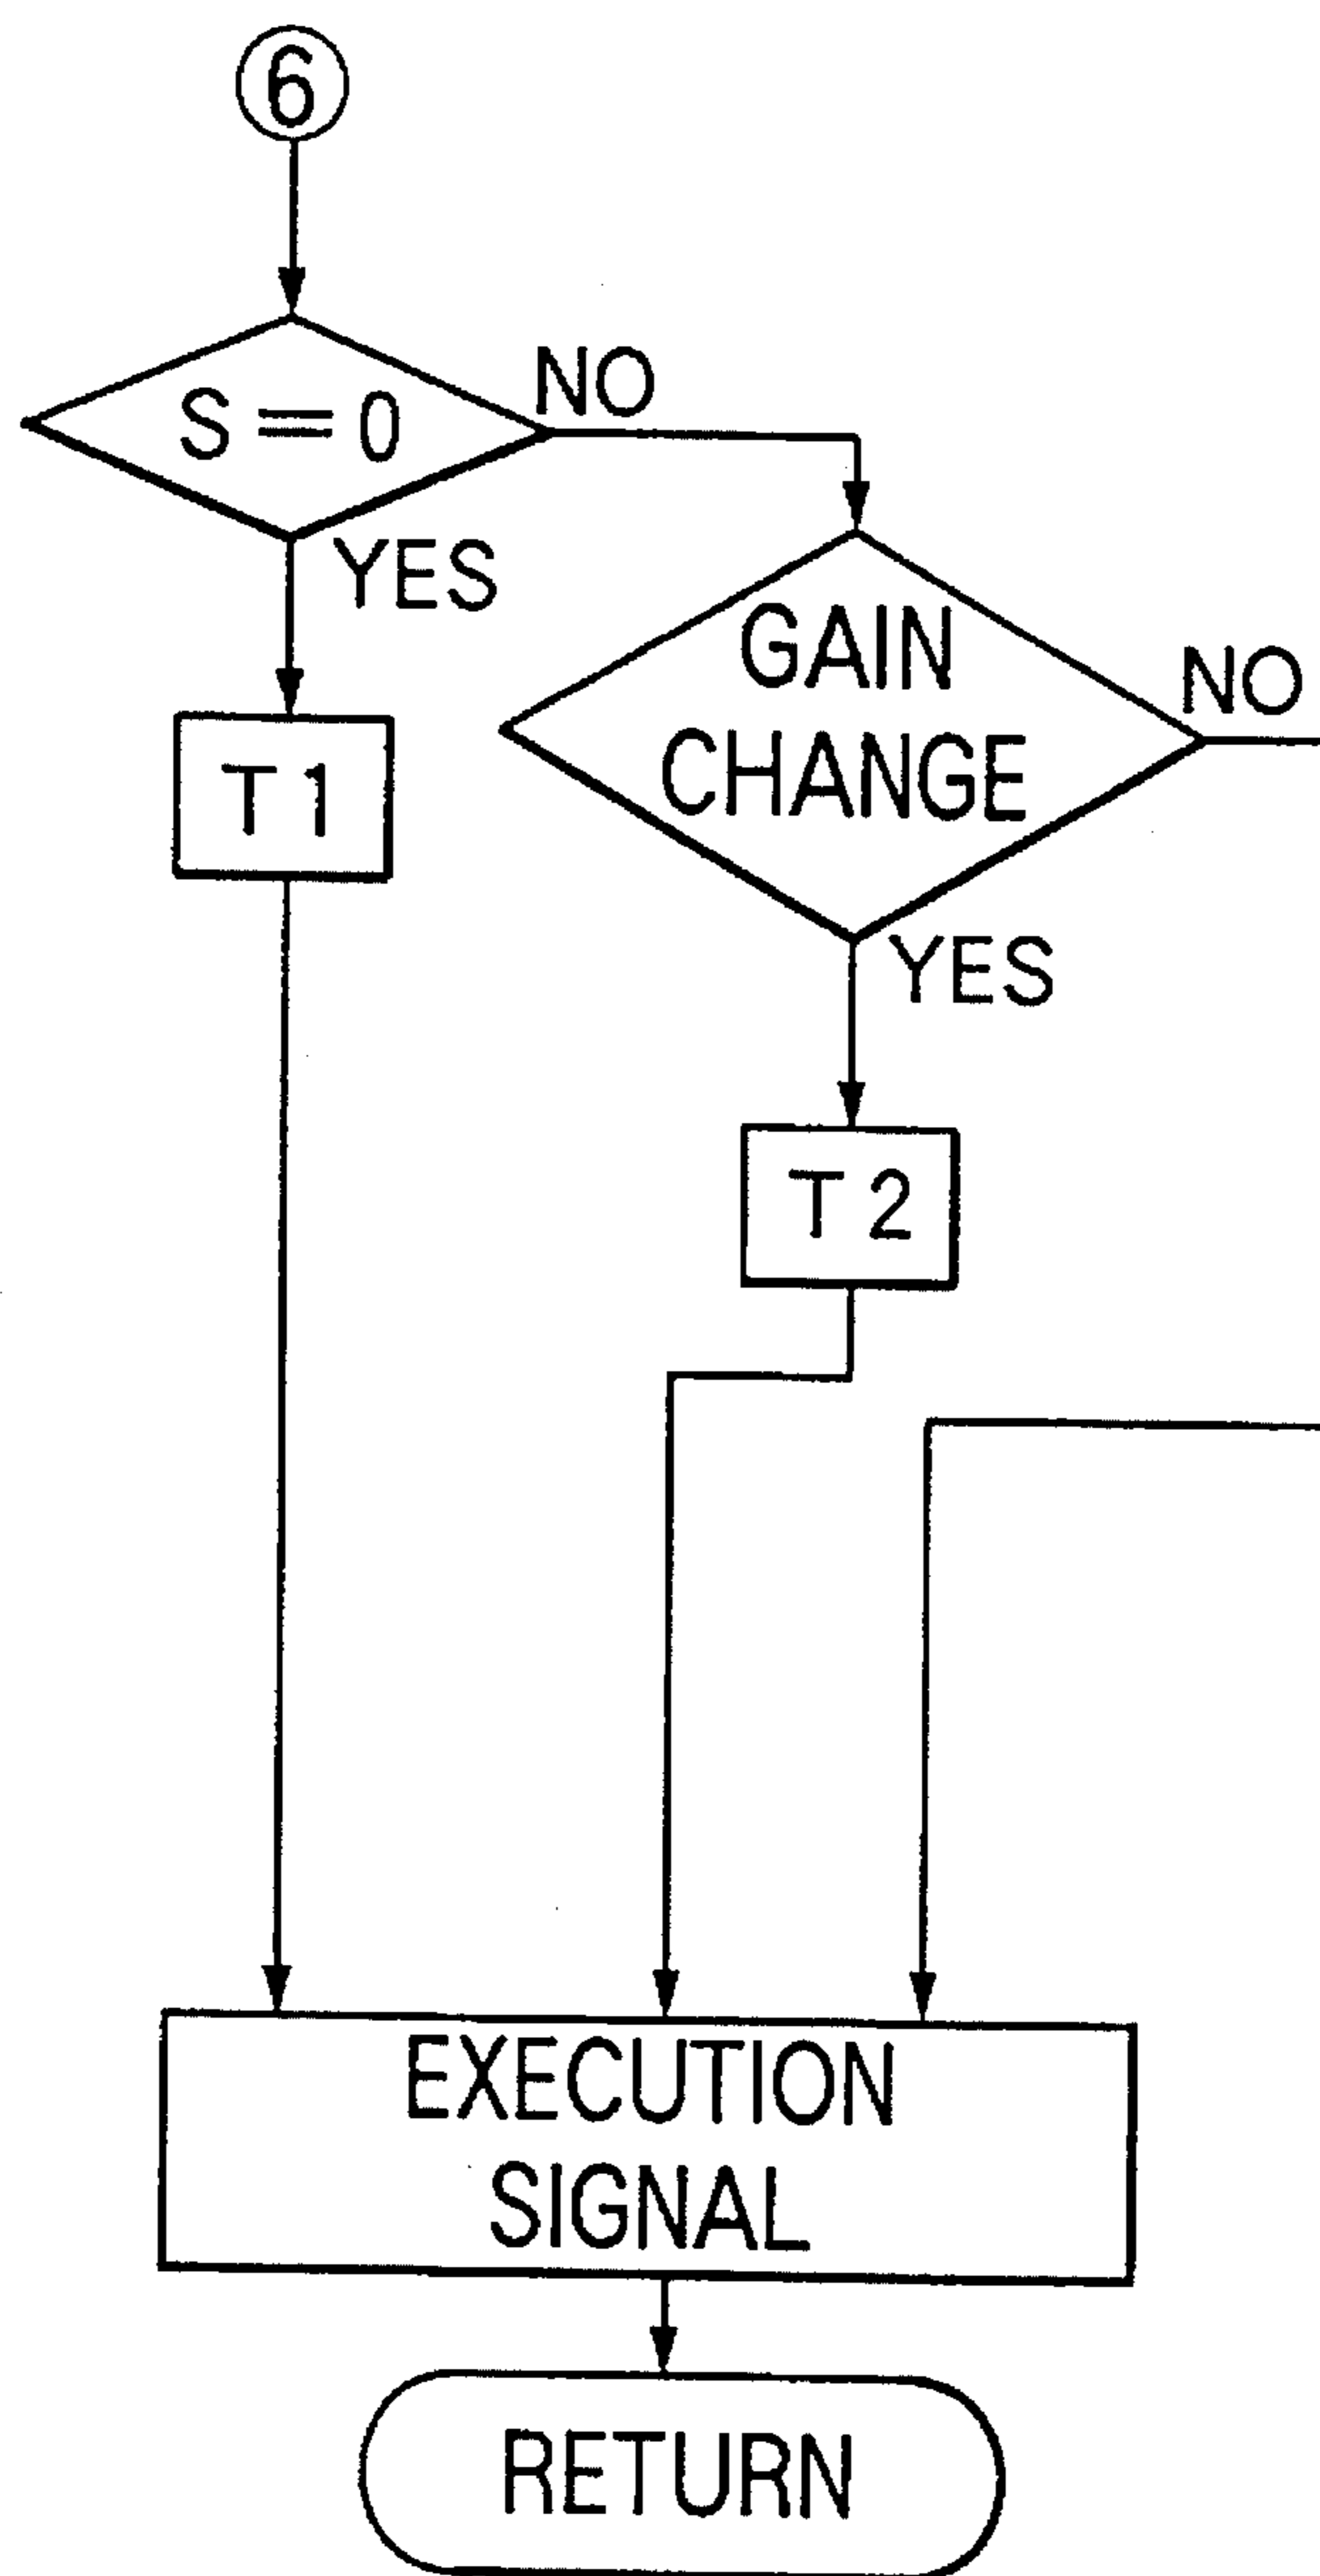 6
S=0
NO
YES
GAIN
CHANGE
NO
T1
YES
T2
EXECUTION
SIGNAL
RETURN